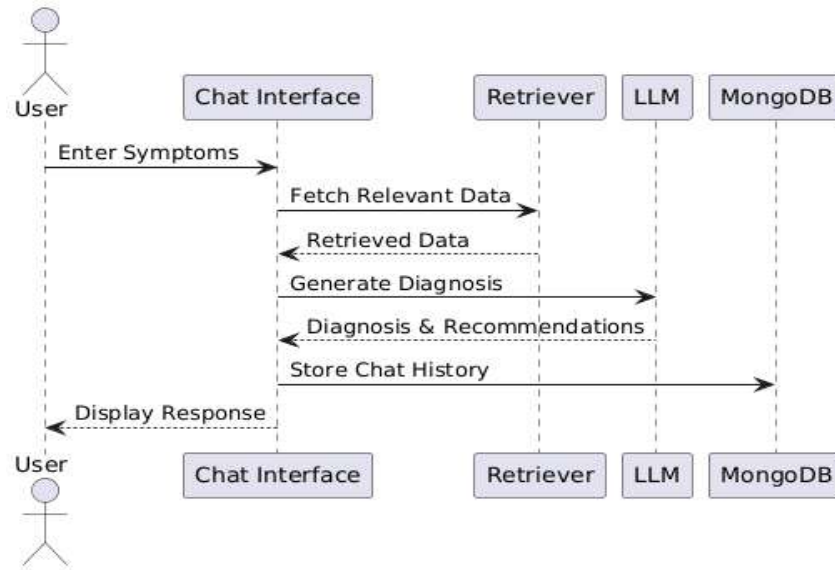 User
Chat Interface
Retriever
LLM
MongoDB
Enter Symptoms
Fetch Relevant Data
Retrieved Data
Generate Diagnosis
Diagnosis & Recommendations
Store Chat History
Display Response
User
Chat Interface
Retriever
LLM
MongoDB